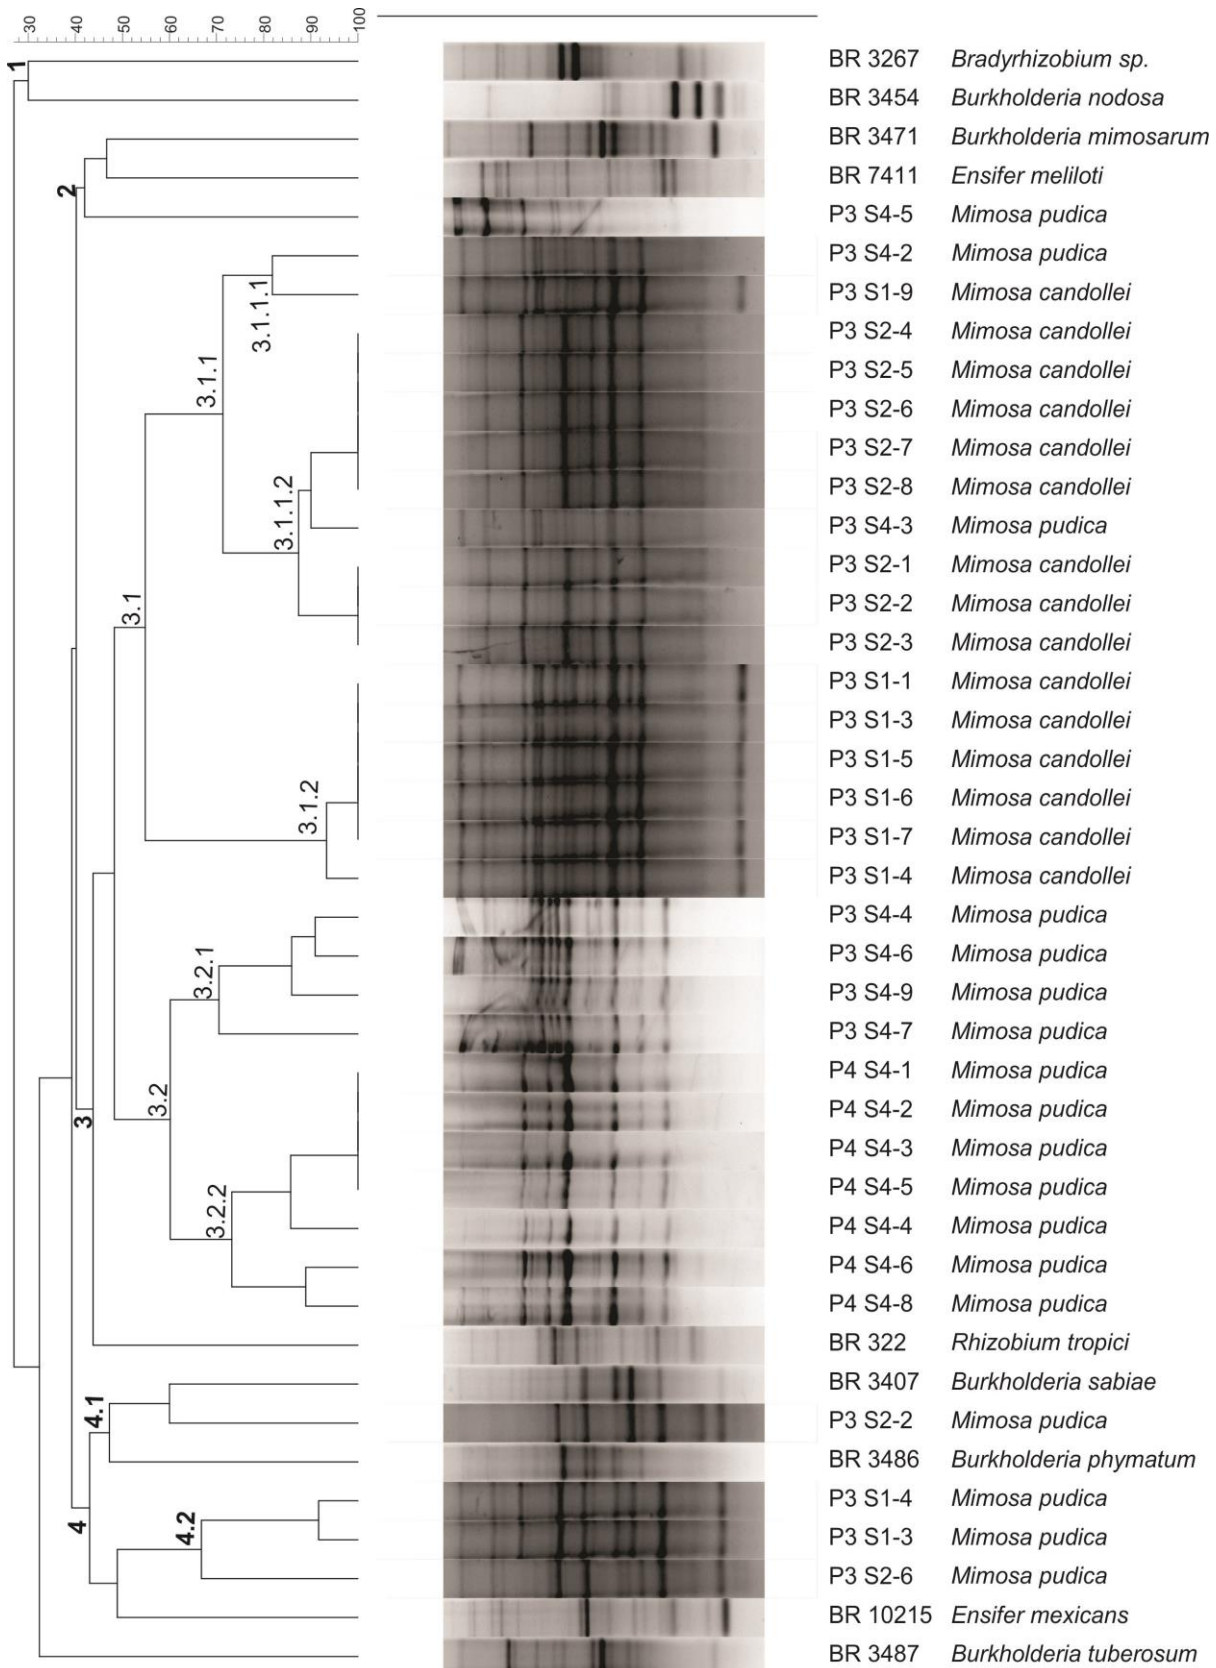 30 40 50 60 70 80 90 100
1
BR 3267 Bradyrhizobium sp.
BR 3454 Burkholderia nodosa
BR 3471 Burkholderia mimosarum
BR 7411 Ensifer meliloti
2
P3 S4-5 Mimosa pudica
P3 S4-2 Mimosa pudica
3.1.1.1
P3 S1-9 Mimosa candollei
P3 S2-4 Mimosa candollei
3.1.1
P3 S2-5 Mimosa candollei
P3 S2-6 Mimosa candollei
P3 S2-7 Mimosa candollei
P3 S2-8 Mimosa candollei
3.1.1.2
P3 S4-3 Mimosa pudica
P3 S2-1 Mimosa candollei
3.1
P3 S2-2 Mimosa candollei
P3 S2-3 Mimosa candollei
P3 S1-1 Mimosa candollei
P3 S1-3 Mimosa candollei
P3 S1-5 Mimosa candollei
3.1.2
P3 S1-6 Mimosa candollei
P3 S1-7 Mimosa candollei
P3 S1-4 Mimosa candollei
P3 S4-4 Mimosa pudica
3.2.1
P3 S4-6 Mimosa pudica
P3 S4-9 Mimosa pudica
P3 S4-7 Mimosa pudica
P4 S4-1 Mimosa pudica
3.2
3
P4 S4-2 Mimosa pudica
P4 S4-3 Mimosa pudica
P4 S4-5 Mimosa pudica
3.2.2
P4 S4-4 Mimosa pudica
P4 S4-6 Mimosa pudica
P4 S4-8 Mimosa pudica
BR 322 Rhizobium tropici
BR 3407 Burkholderia sabiae
4.1
P3 S2-2 Mimosa pudica
BR 3486 Burkholderia phymatum
P3 S1-4 Mimosa pudica
4
4.2
P3 S1-3 Mimosa pudica
P3 S2-6 Mimosa pudica
BR 10215 Ensifer mexicans
BR 3487 Burkholderia tuberosum